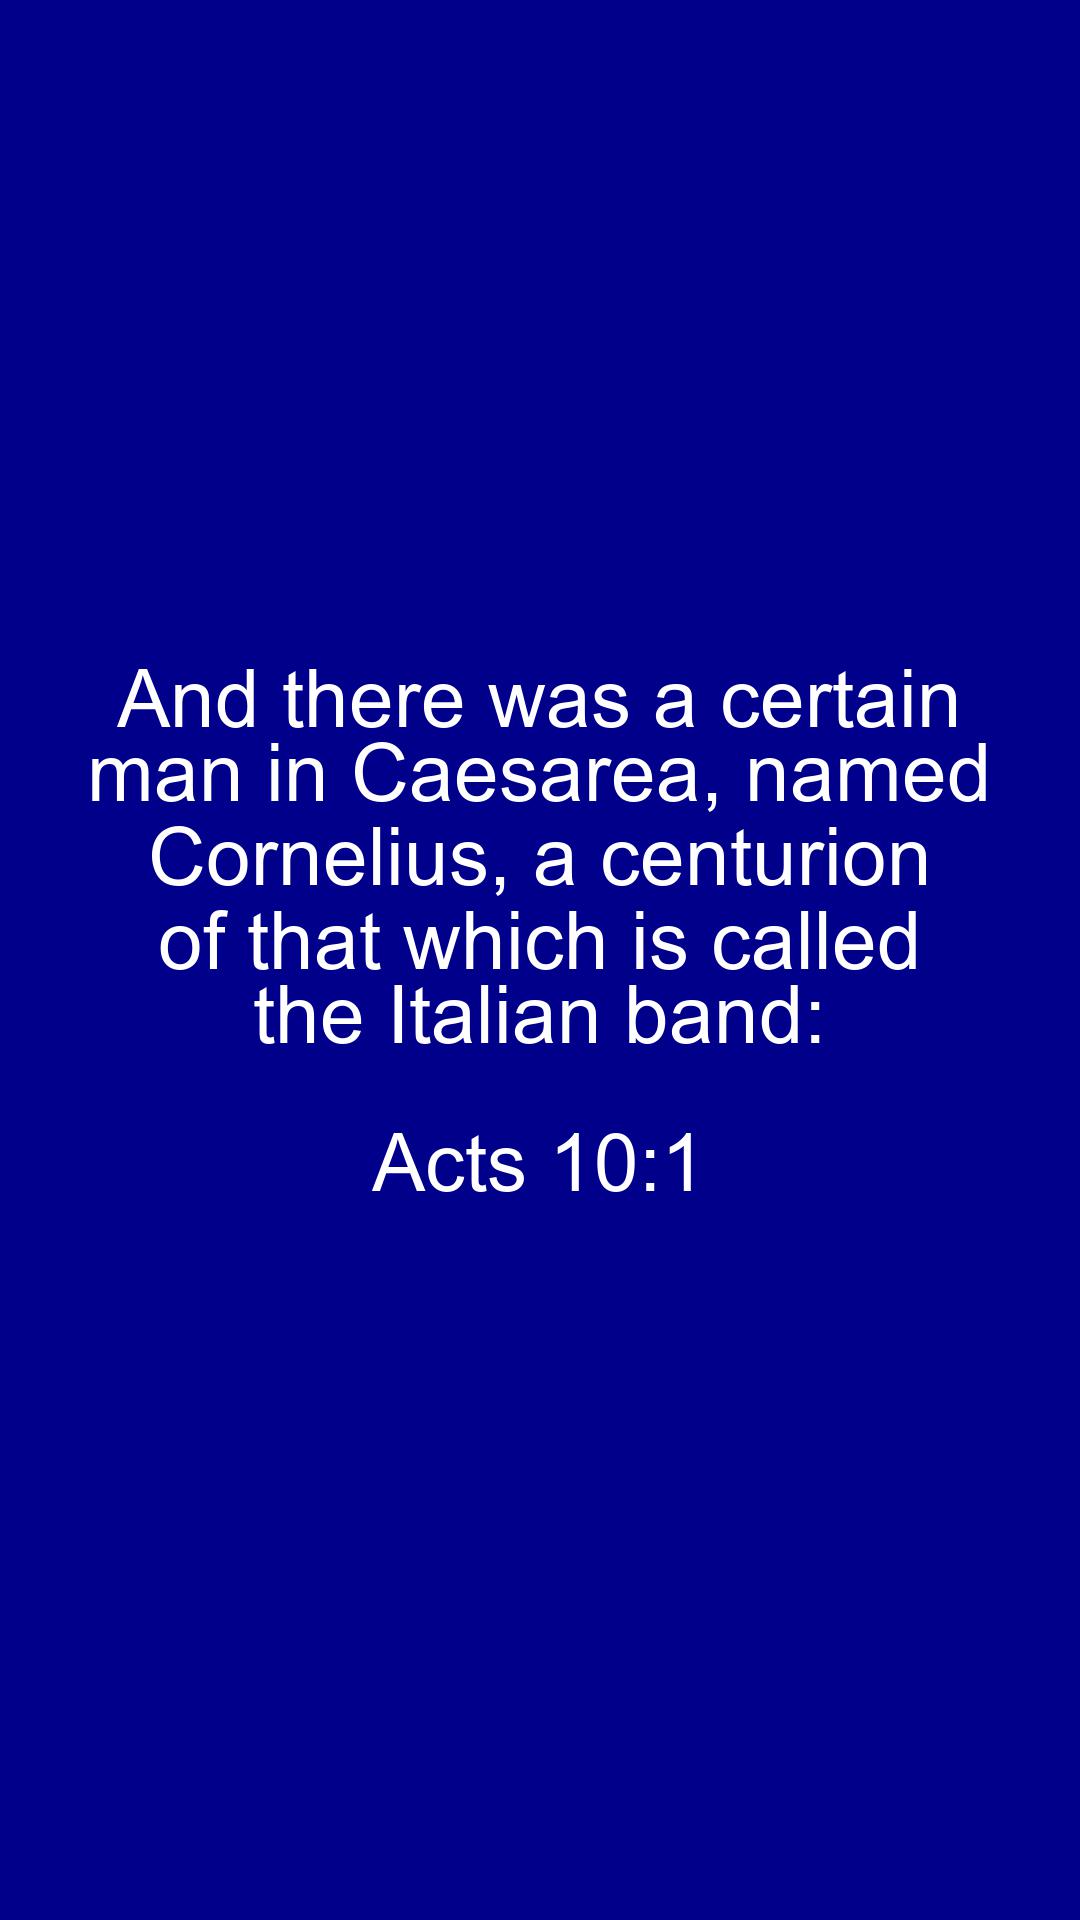 And there was a certain
man in Caesarea, named
Cornelius, a centurion
of that which is called
the Italian band:
Acts 10:1